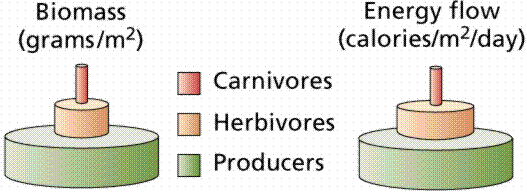 Biomass
(grams/m²)
Carnivores
Herbivores
Producers
Energy flow
(calories/m²/day)